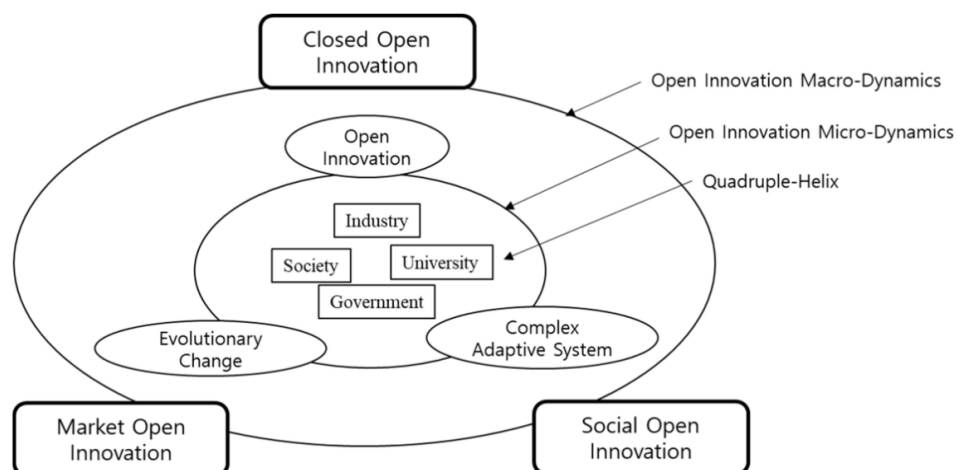 Closed Open
Innovation
Open Innovation Macro-Dynamics
Open Innovation Micro-Dynamics
Quadruple-Helix
Open
Innovation
Industry
Society
University
Government
Evolutionary
Change
Complex
Adaptive System
Market Open
Innovation
Social Open
Innovation